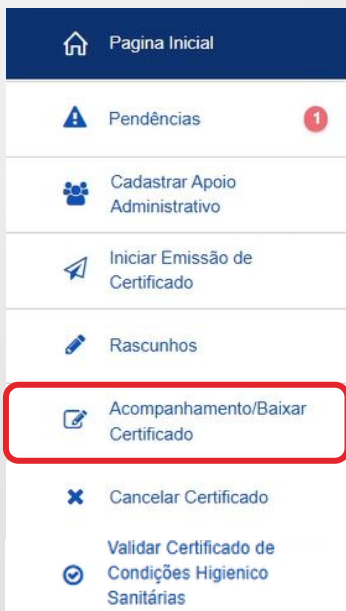 Pagina Inicial
Pendências 1
Cadastrar Apoio
Administrativo
Iniciar Emissão de
Certificado
Rascunhos
Acompanhamento/Baixar
Certificado
Cancelar Certificado
Validar Certificado de
Condições Higienico
Sanitárias